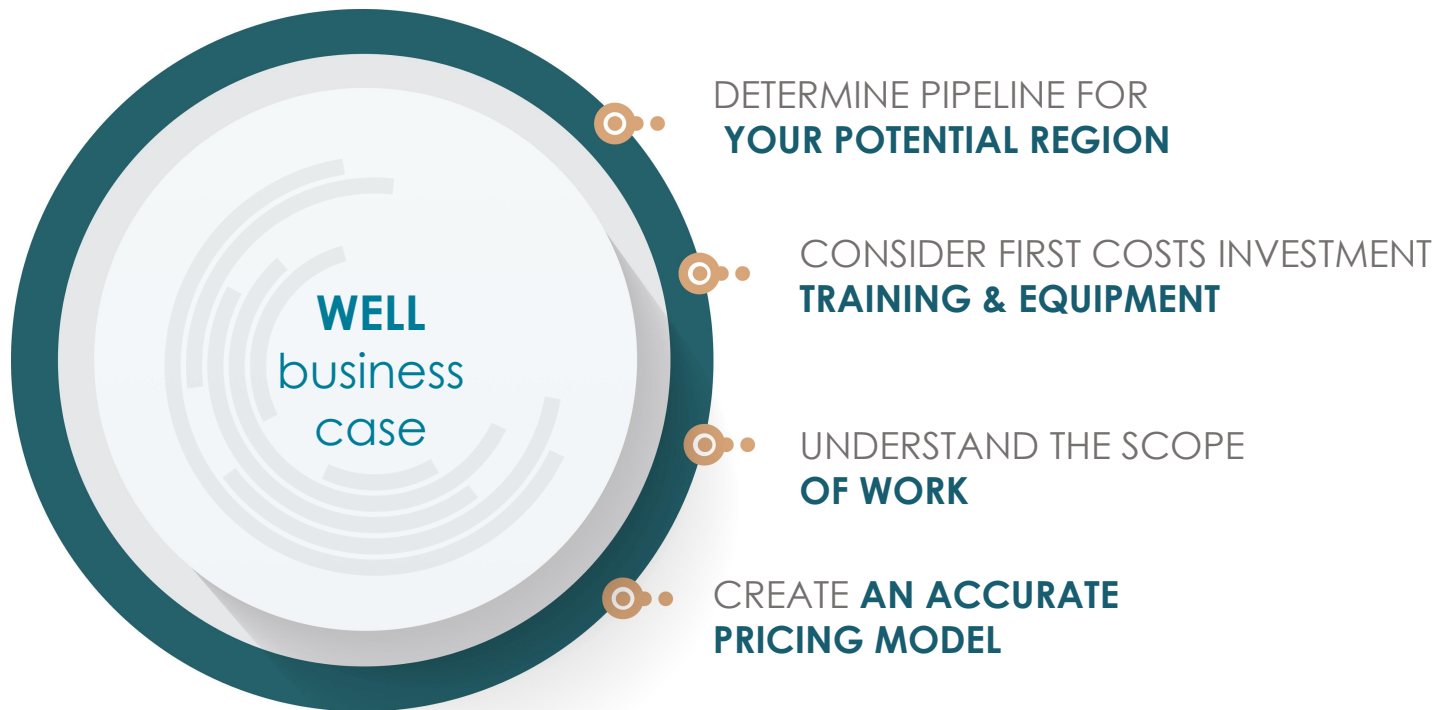 WELL
business
case
DETERMINE PIPELINE FOR
YOUR POTENTIAL REGION
CONSIDER FIRST COSTS INVESTMENT
TRAINING & EQUIPMENT
UNDERSTAND THE SCOPE
OF WORK
CREATE AN ACCURATE
PRICING MODEL